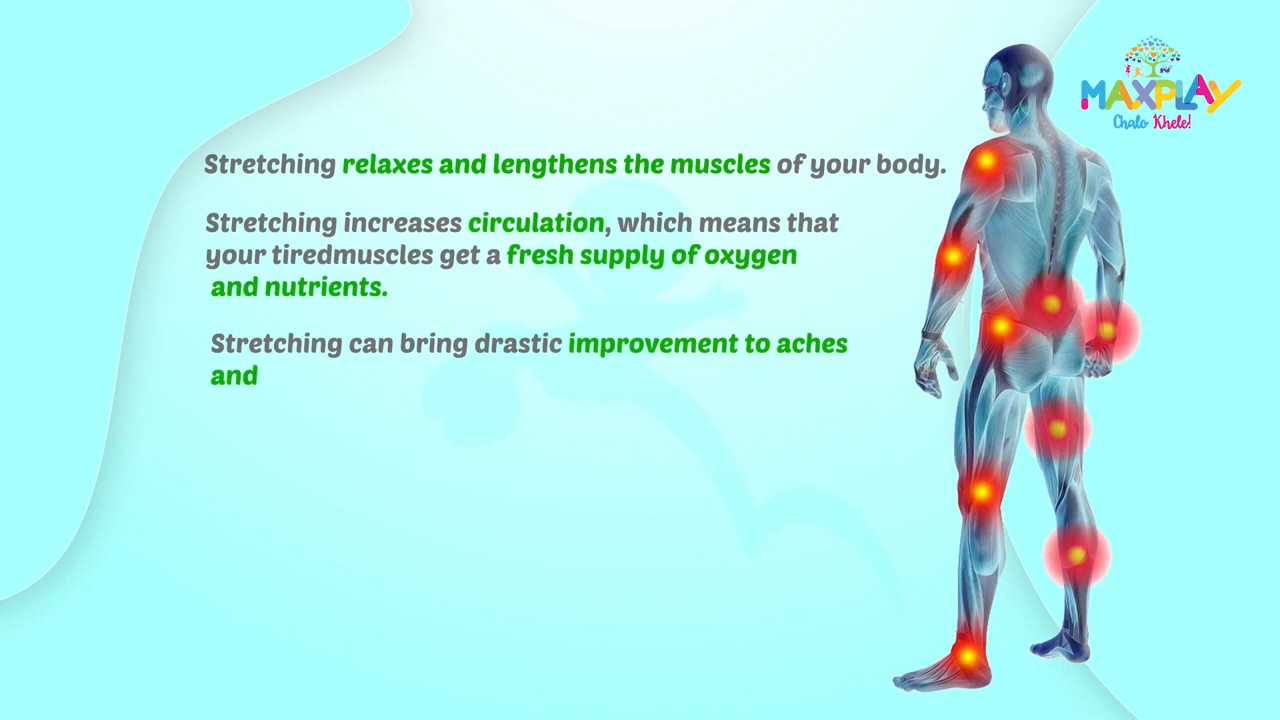 MAXPLAY
Chalo Khele!
Stretching relaxes and lengthens the muscles of your body.
Stretching increases circulation, which means that
your tiredmuscles get a fresh supply of oxygen
and nutrients.
Stretching can bring drastic improvement to aches
and